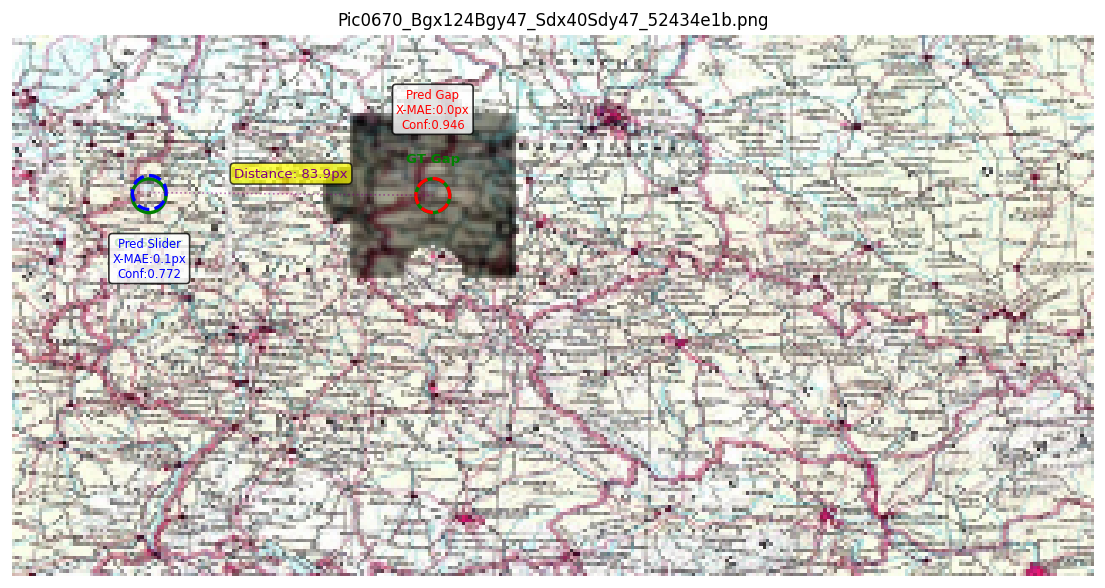 Pic0670_Bgx124Bgy47_Sdx40Sdy47_52434e1b.png
Pred Gap
X-MAE:0.0px
Conf:0.946
GT Gap
Distance: 83.9px
Pred Slider
X-MAE:0.1px
Conf:0.772